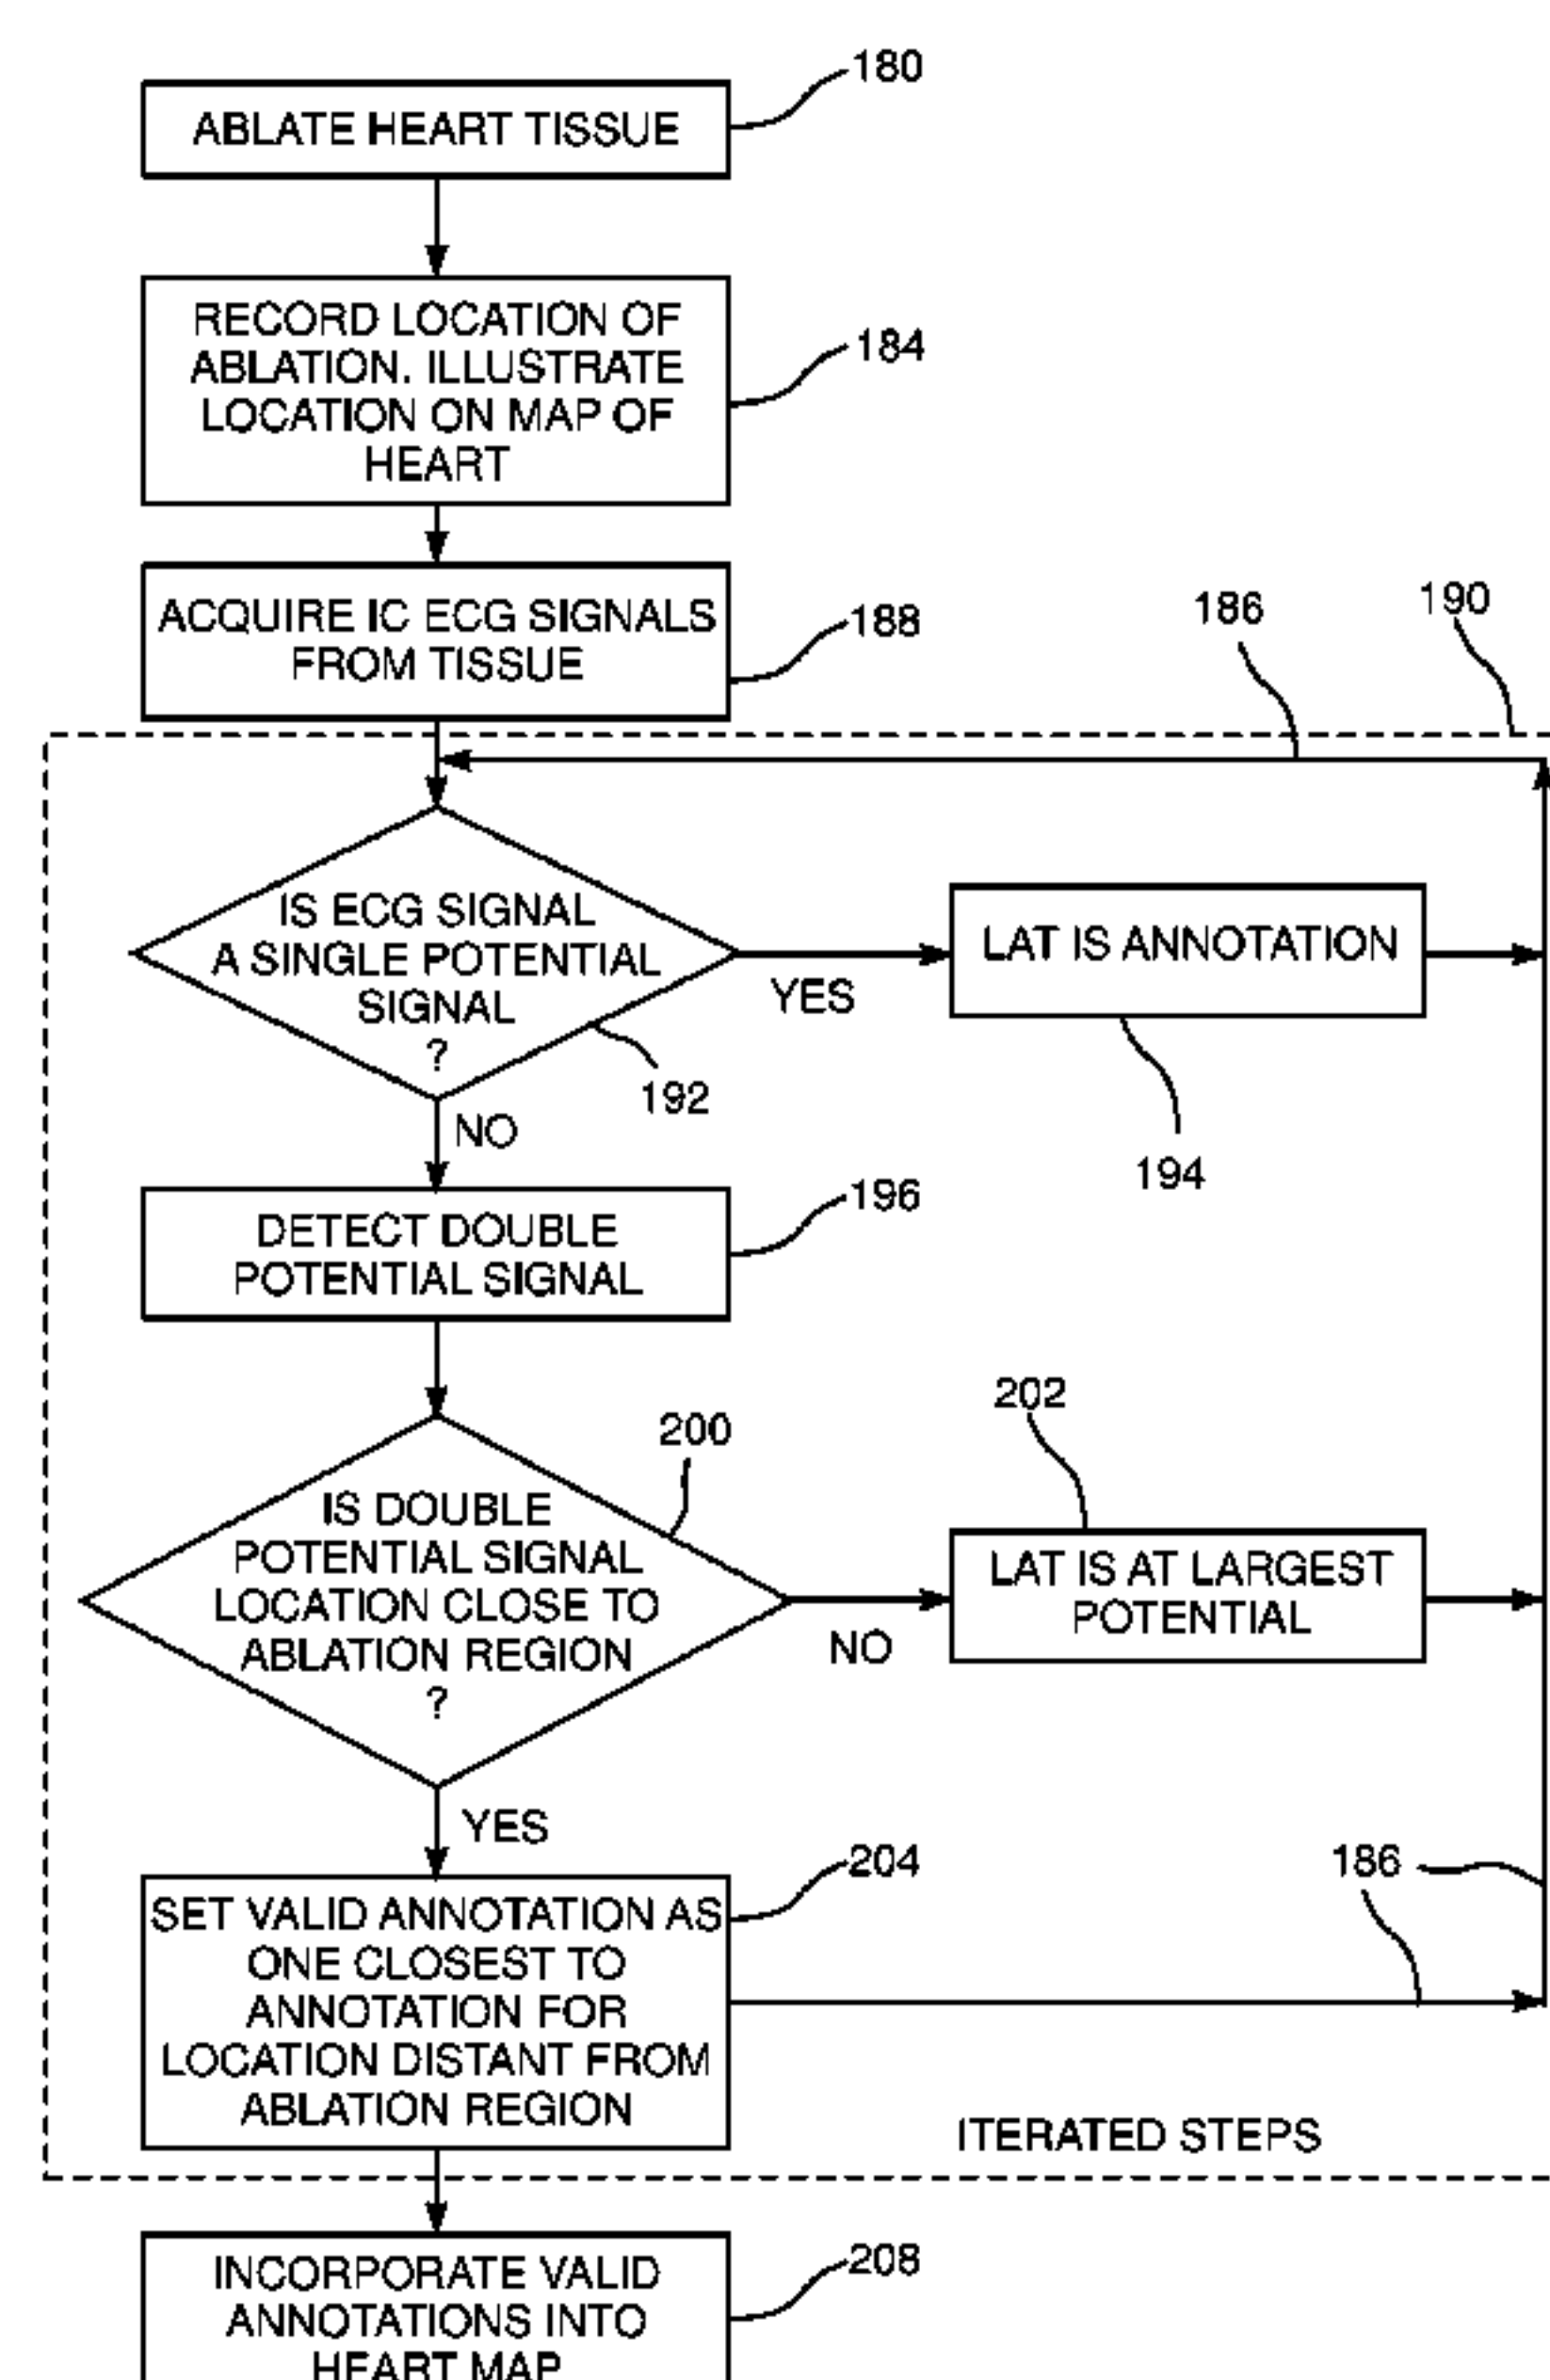 180
ABLATE HEART TISSUE
RECORD LOCATION OF
ABLATION. ILLUSTRATE
LOCATION ON MAP OF
HEART
184
ACQUIRE IC ECG SIGNALS
FROM TISSUE
188
186
190
IS ECG SIGNAL
A SINGLE POTENTIAL
SIGNAL
?
192
YES
LAT IS ANNOTATION
194
NO
DETECT DOUBLE
POTENTIAL SIGNAL
196
200
IS DOUBLE
POTENTIAL SIGNAL
LOCATION CLOSE TO
ABLATION REGION
?
NO
202
LAT IS AT LARGEST
POTENTIAL
YES
204
186
SET VALID ANNOTATION AS
ONE CLOSEST TO
ANNOTATION FOR
LOCATION DISTANT FROM
ABLATION REGION
ITERATED STEPS
INCORPORATE VALID
ANNOTATIONS INTO
HEART MAP
208